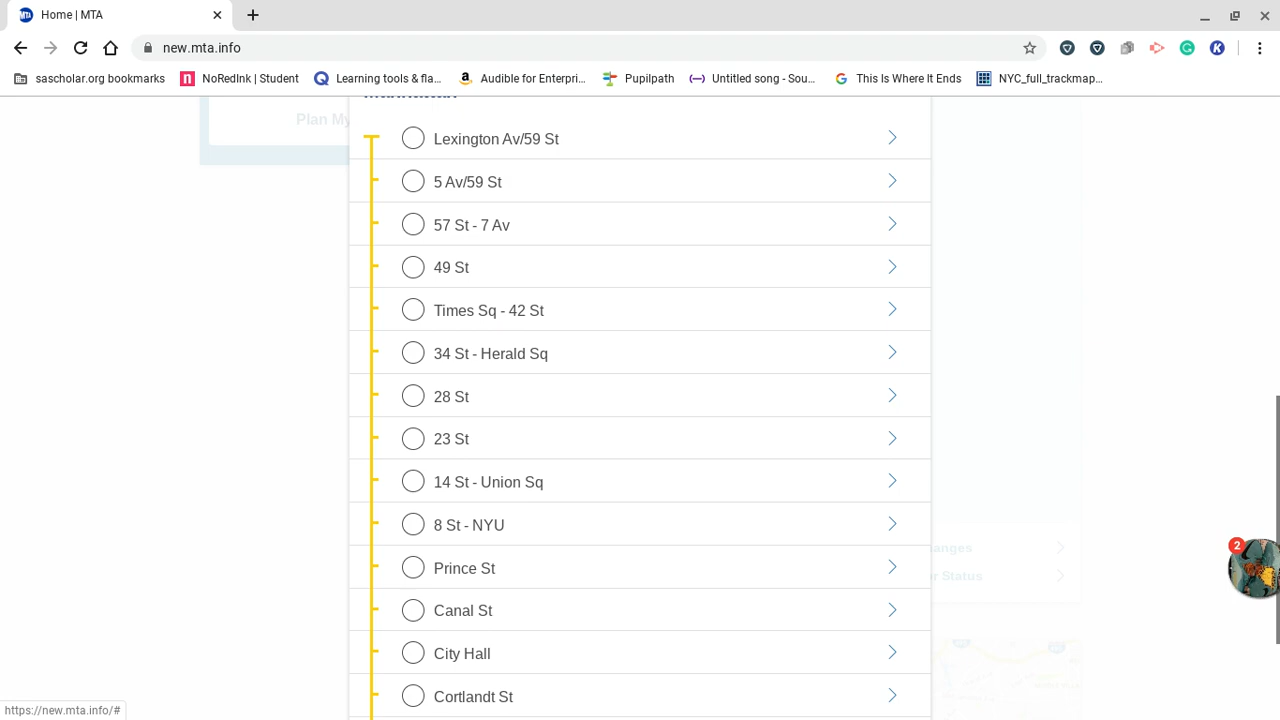 Home | MTA
new.mta.info
sascholar.org bookmarks
NoRedInk | Student
Learning tools & fla...
Audible for Enterpri...
Pupilpath
Untitled song - Sou...
This Is Where It Ends
NYC_full_trackmap...
Plan My
Lexington Av/59 St
5 Av/59 St
57 St - 7 Av
49 St
Times Sq - 42 St
34 St - Herald Sq
28 St
23 St
14 St - Union Sq
8 St - NYU
anges
Prince St
r Status
Canal St
City Hall
Cortlandt St
2
https://new.mta.info/#